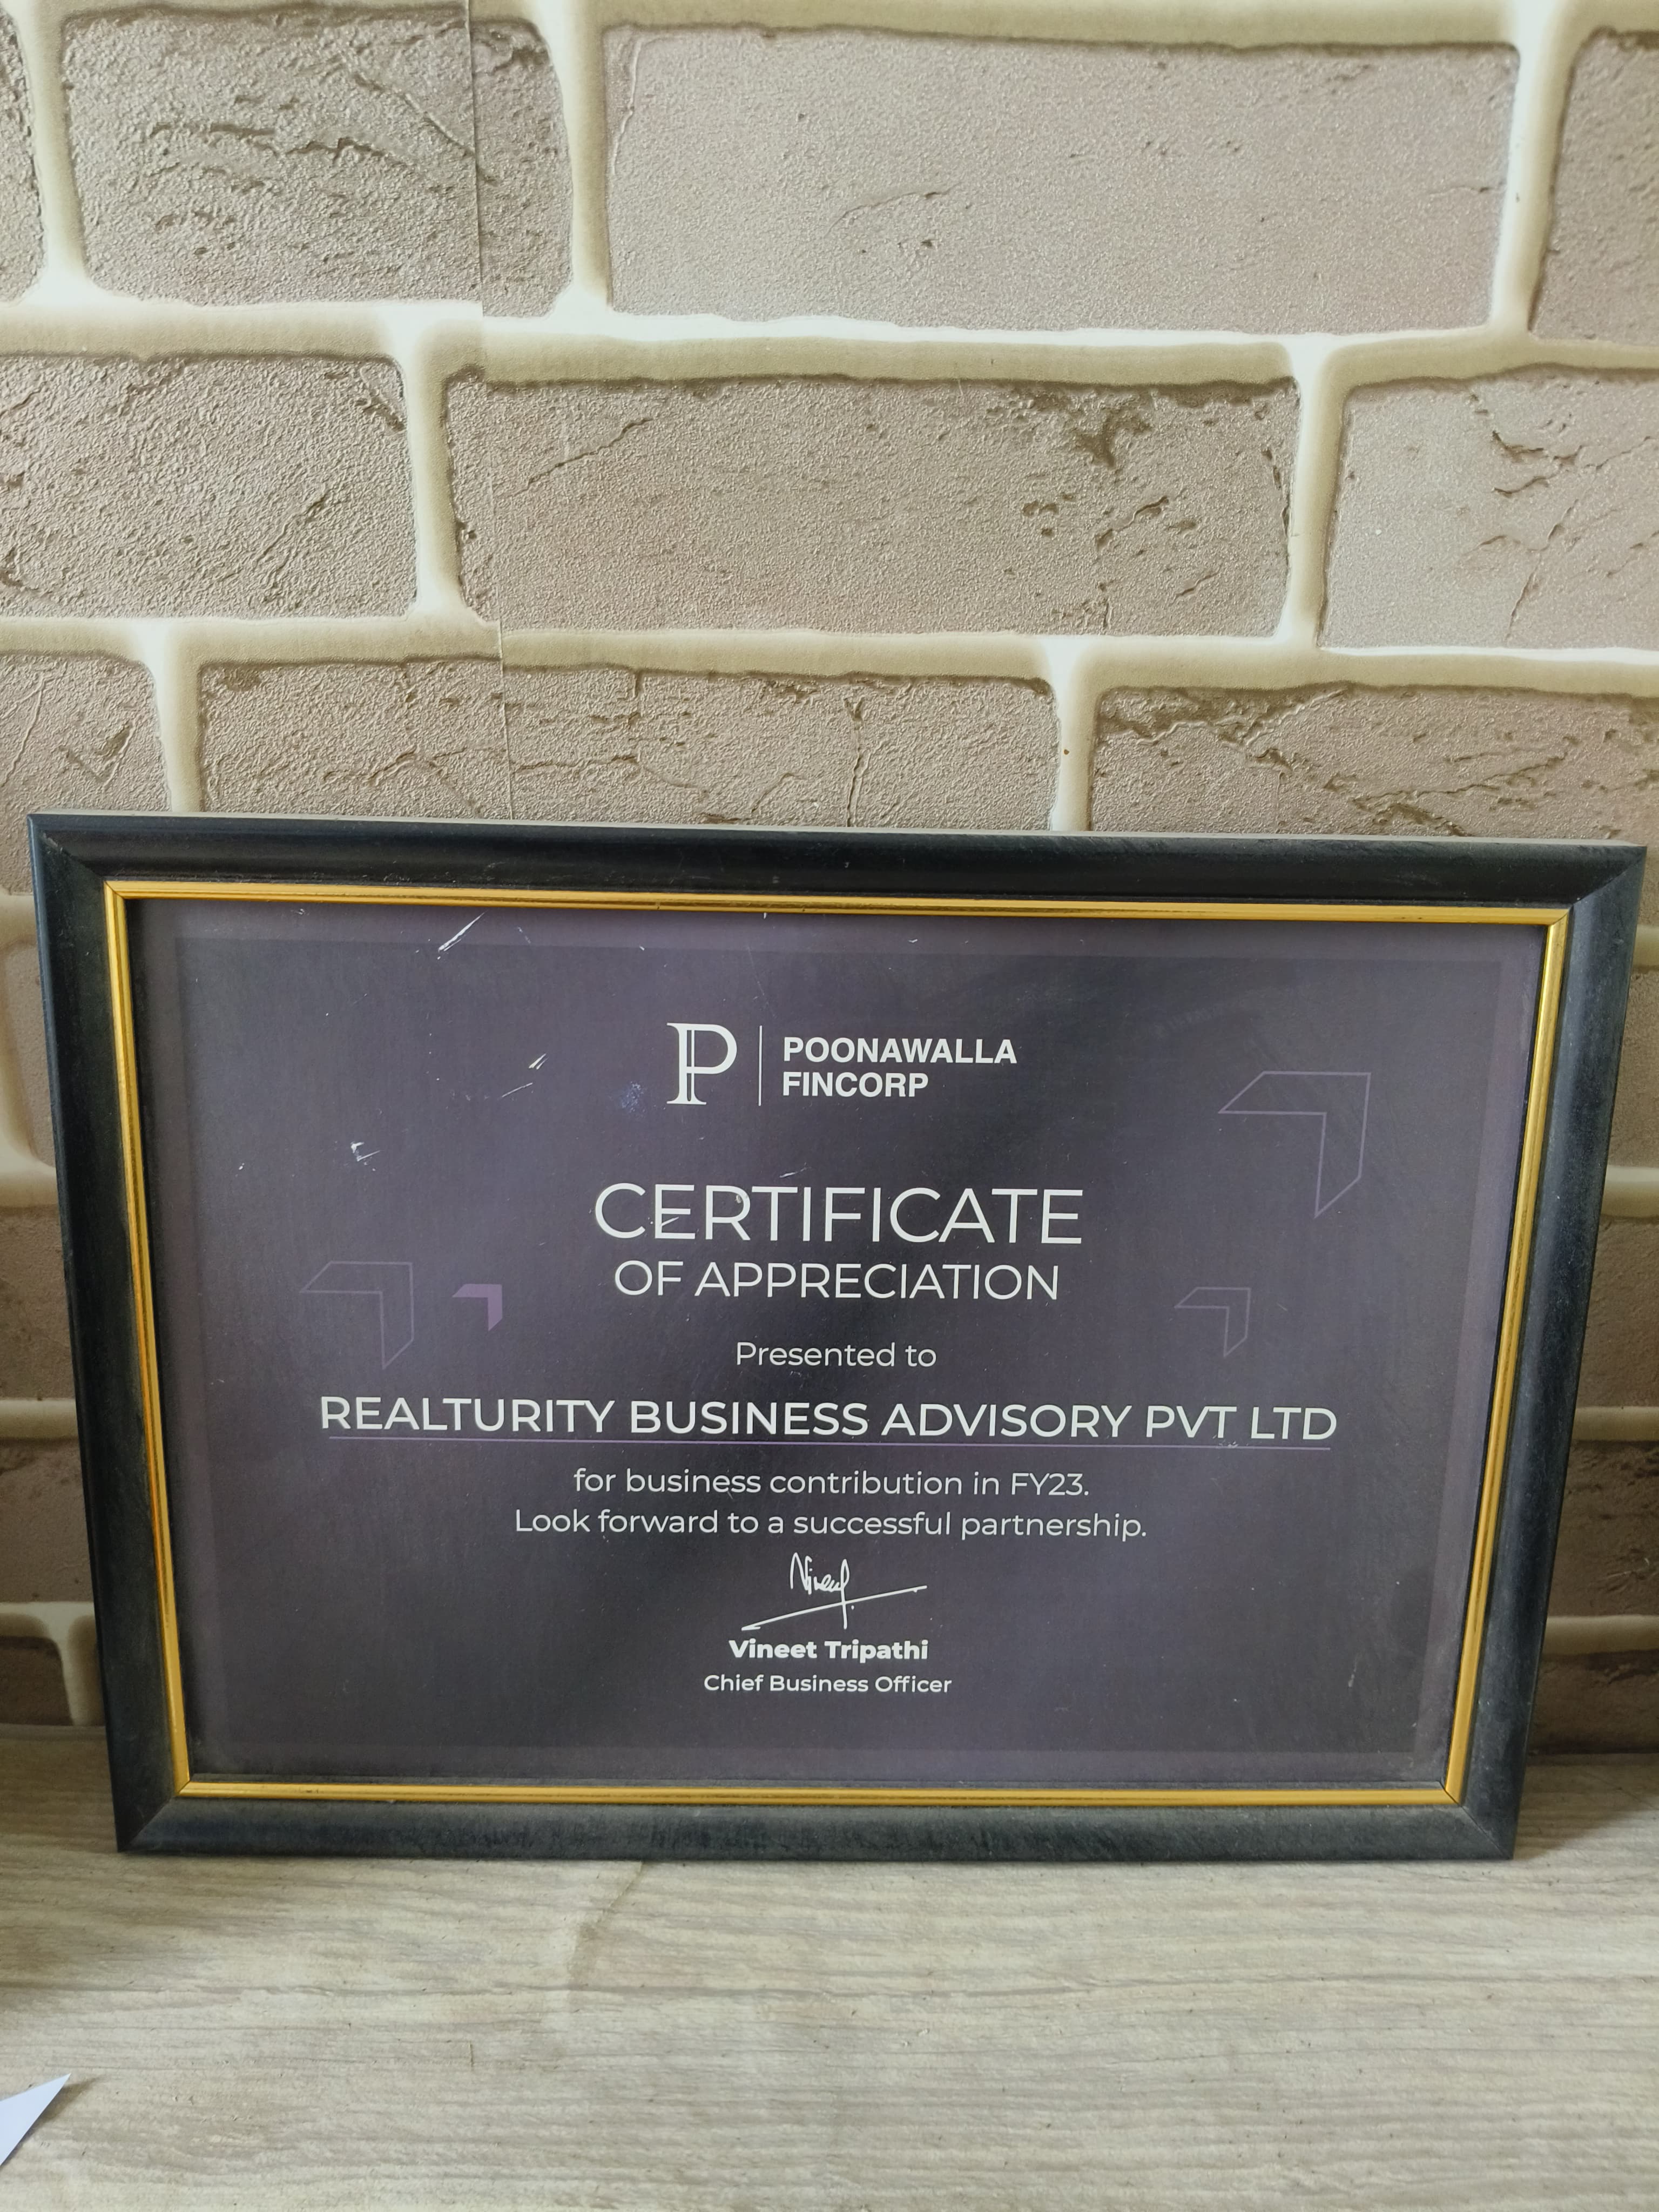 POONAWALLA
FINCORP
CERTIFICATE
OF APPRECIATION
Presented to
REALTURITY BUSINESS ADVISORY PVT LTD
for business contribution in FY23.
Look forward to a successful partnership.
Vineet
Vineet Tripathi
Chief Business Officer